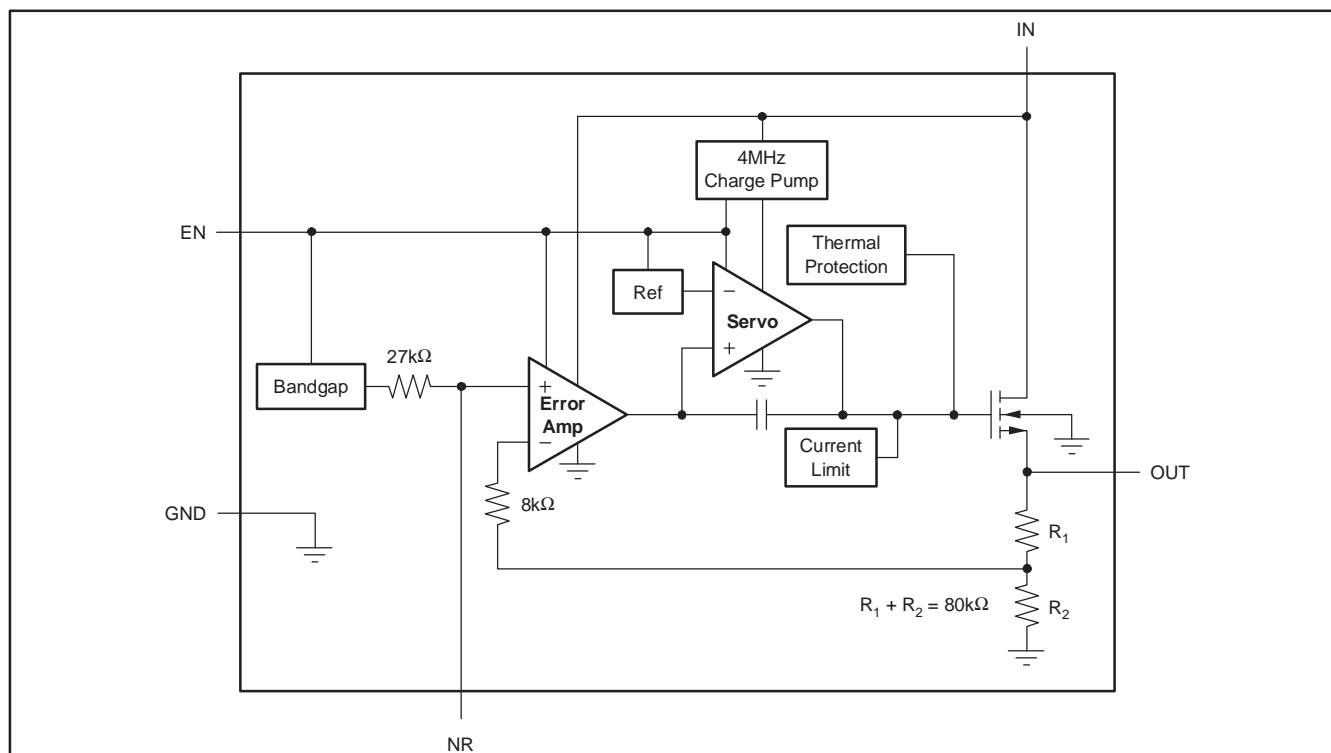 IN
4MHz
Charge Pump
EN
Thermal
Protection
Ref
−
Servo
+
27kΩ
Bandgap
+
Error
Amp
−
Current
Limit
OUT
8kΩ
GND
R1
R1 + R2 = 80kΩ
R2
NR